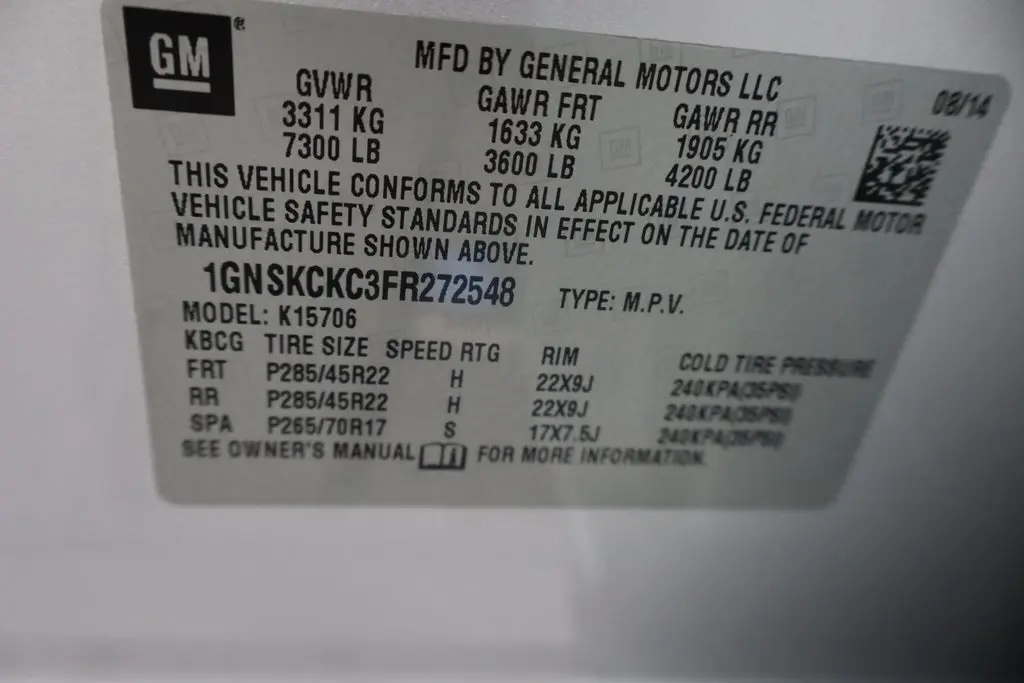 GM ®
MFD BY GENERAL MOTORS LLC
08/14
GVWR GAWR FRT GAWR RR
3311 KG 1633 KG 1905 KG
7300 LB 3600 LB 4200 LB
THIS VEHICLE CONFORMS TO ALL APPLICABLE U.S. FEDERAL MOTOR
VEHICLE SAFETY STANDARDS IN EFFECT ON THE DATE OF
MANUFACTURE SHOWN ABOVE.
1GNSKCKC3FR272548 TYPE: M.P.V.
MODEL: K15706
KBCG TIRE SIZE SPEED RTG RIM COLD TIRE PRESSURE
FRT P285/45R22 H 22X9J 240KPA(35PSI)
RR P285/45R22 H 22X9J 240KPA(35PSI)
SPA P265/70R17 S 17X7.5J 240KPA(35PSI)
SEE OWNER'S MANUAL FOR MORE INFORMATION.